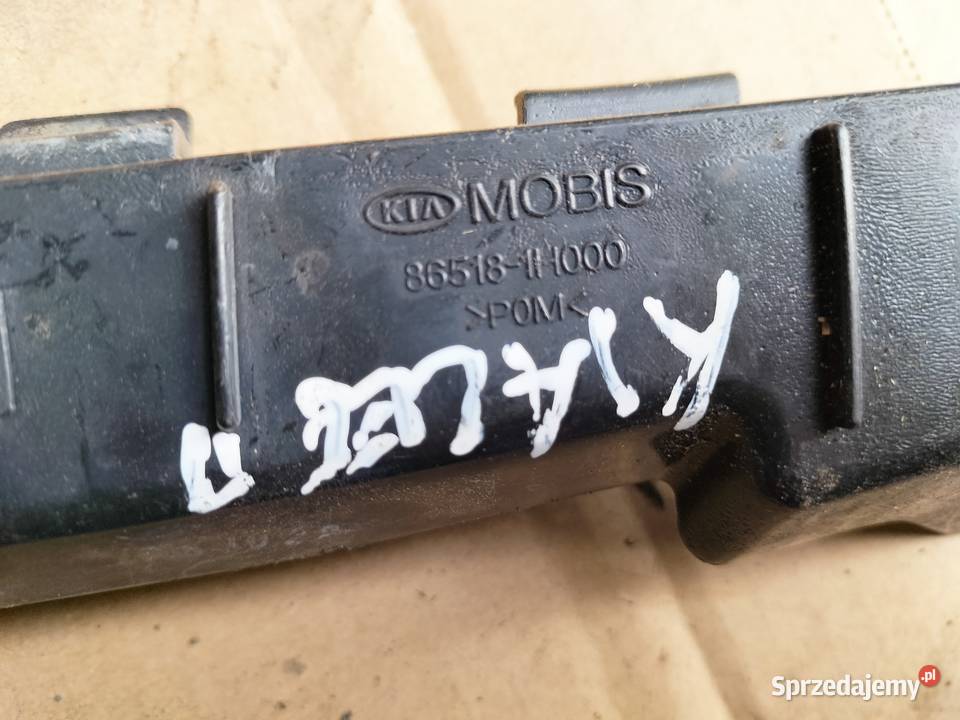 KIA MOBIS
86518-1H000
>POM<
KIA CEED
Sprzedajemy.pl